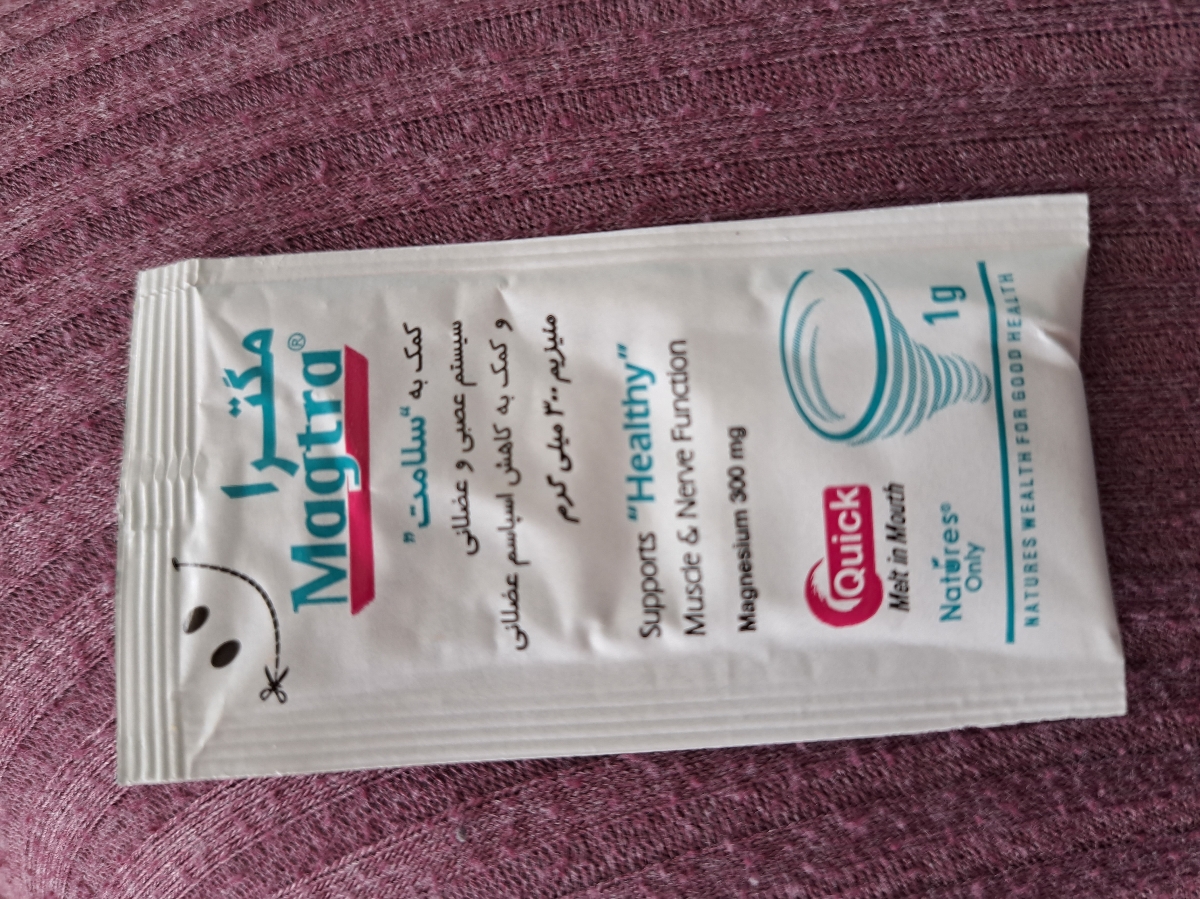 مگترا
Magtra®
کمک به “سلامت”
سیستم عصبی و عضلانی
و کمک به کاهش اسپاسم عضلانی
منیزیم ۳۰۰ میلی گرم
Supports “Healthy”
Muscle & Nerve Function
Magnesium 300 mg
Quick
Melt in Mouth
Natures®
Only
1g
NATURES WEALTH FOR GOOD HEALTH